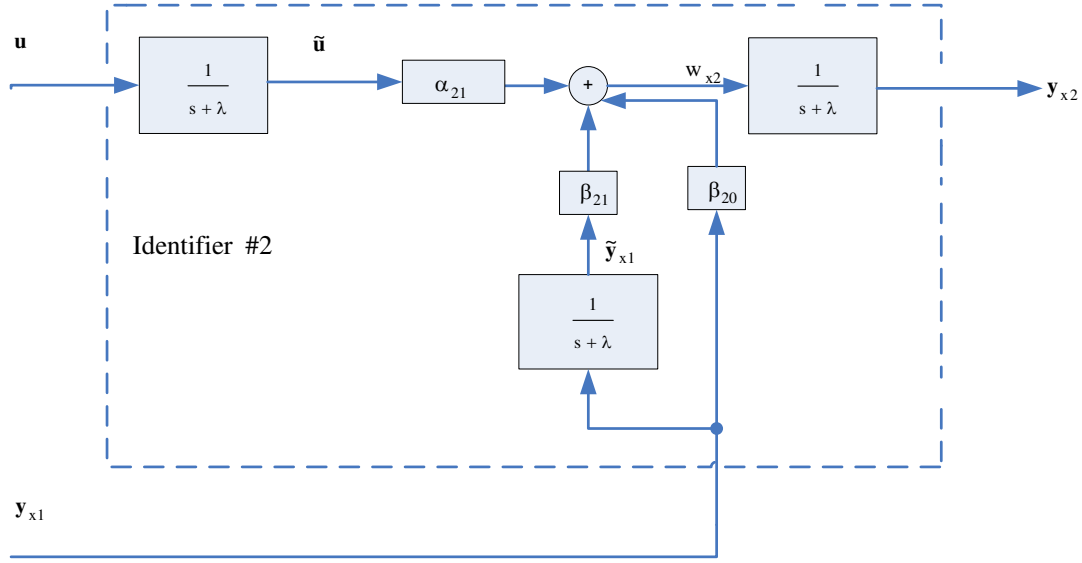 u
ũ
1
s + λ
α21
+
wx2
1
s + λ
yx2
β21
β20
Identifier #2
ỹx1
1
s + λ
yx1